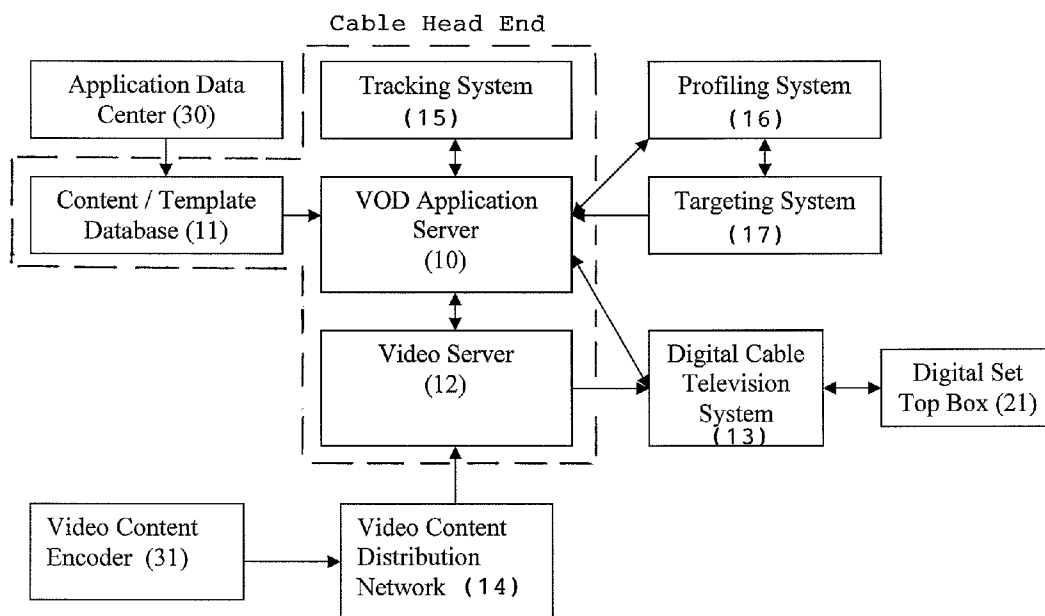 Cable Head End
Application Data
Center (30)
Tracking System
(15)
Profiling System
(16)
Content / Template
Database (11)
VOD Application
Server
(10)
Targeting System
(17)
Video Server
(12)
Digital Cable
Television
System
(13)
Digital Set
Top Box (21)
Video Content
Encoder (31)
Video Content
Distribution
Network (14)